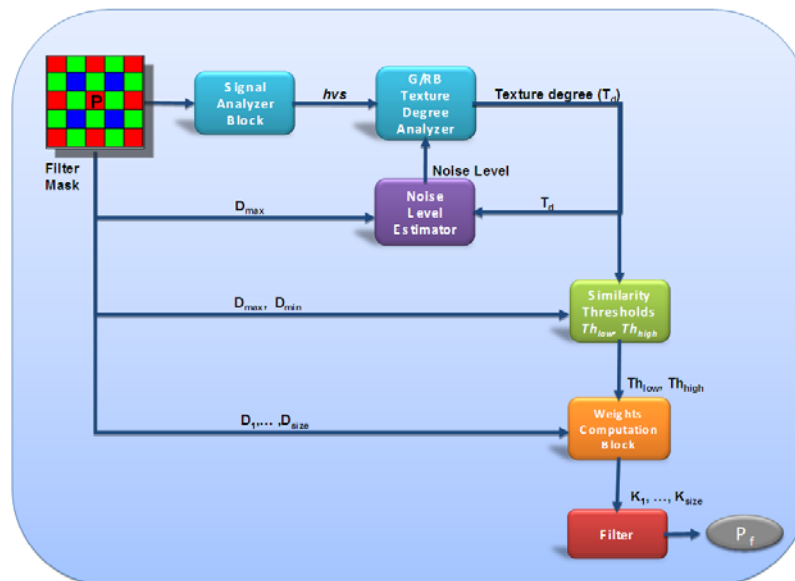 P
Filter
Mask
Signal
Analyzer
Block
hvs
G/RB
Texture
Degree
Analyzer
Texture degree (Td)
Noise Level
Dmax
Noise
Level
Estimator
Td
Dmax, Dmin
Similarity
Thresholds
Thlow, Thhigh
Thlow, Thhigh
D1,... ,Dsize
Weights
Computation
Block
K1, ..., Ksize
Filter
Pf